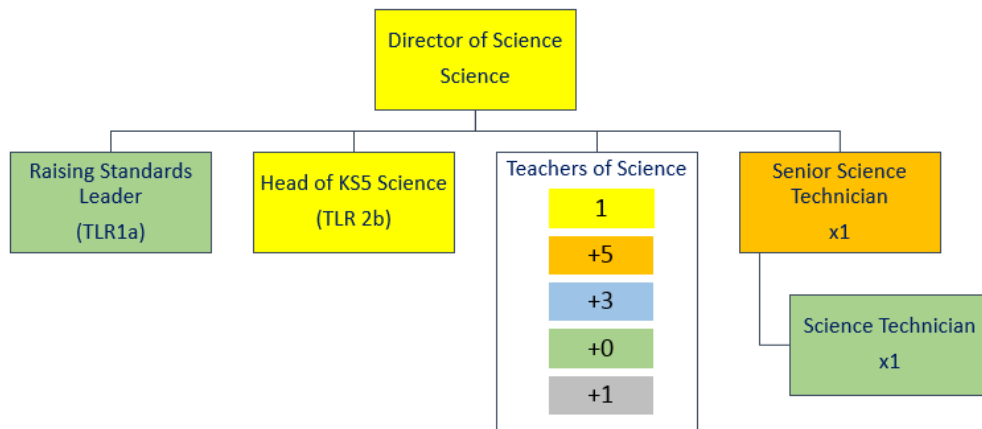 Director of Science
Science
Raising Standards
Leader
(TLR1a)
Head of KS5 Science
(TLR 2b)
Teachers of Science
1
+5
+3
+0
+1
Senior Science
Technician
x1
Science Technician
x1